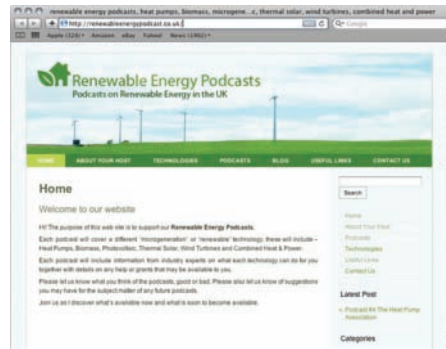 renewable energy podcasts, heat pumps, biomass, microgene...c, thermal solar, wind turbines, combined heat and power
http://renewableenergypodcast.co.uk/
Google
Apple (326) Amazon eBay Yahoo! News (1902)
Renewable Energy Podcasts
Podcasts on Renewable Energy in the UK
HOME ABOUT YOUR HOST TECHNOLOGIES PODCASTS BLOG USEFUL LINKS CONTACT US
Home
Welcome to our website
Hi! The purpose of this web site is to support our Renewable Energy Podcasts.
Each podcast will cover a different 'microgeneration' or 'renewable' technology, these will include -
Heat Pumps, Biomass, Photovoltaic, Thermal Solar, Wind Turbines and Combined Heat & Power.
Each podcast will include information from industry experts on what each technology can do for you
together with details on any help or grants that may be available to you.
Please let us know what you think of the podcasts, good or bad. Please also let us know of suggestions
you may have for the subject matter of any future podcasts.
Join us as I discover what's available now and what's soon to become available.
Search
Home
About Your Host
Podcasts
Technologies
Useful Links
Contact Us
Latest Post
Podcast #4 The Heat Pump
Association
Categories